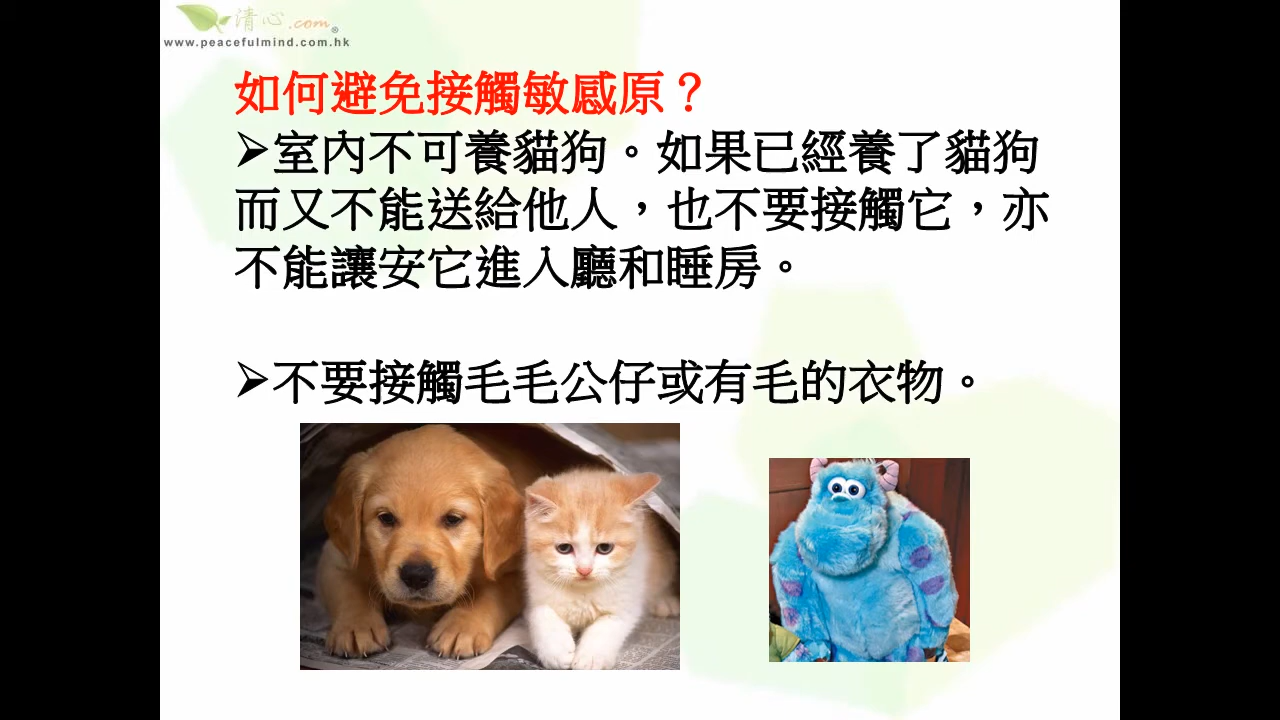 清心.com®
www.peacefulmind.com.hk
如何避免接觸敏感原？
➢室內不可養貓狗。如果已經養了貓狗
而又不能送給他人，也不要接觸它，亦
不能讓安它進入廳和睡房。
➢不要接觸毛毛公仔或有毛的衣物。